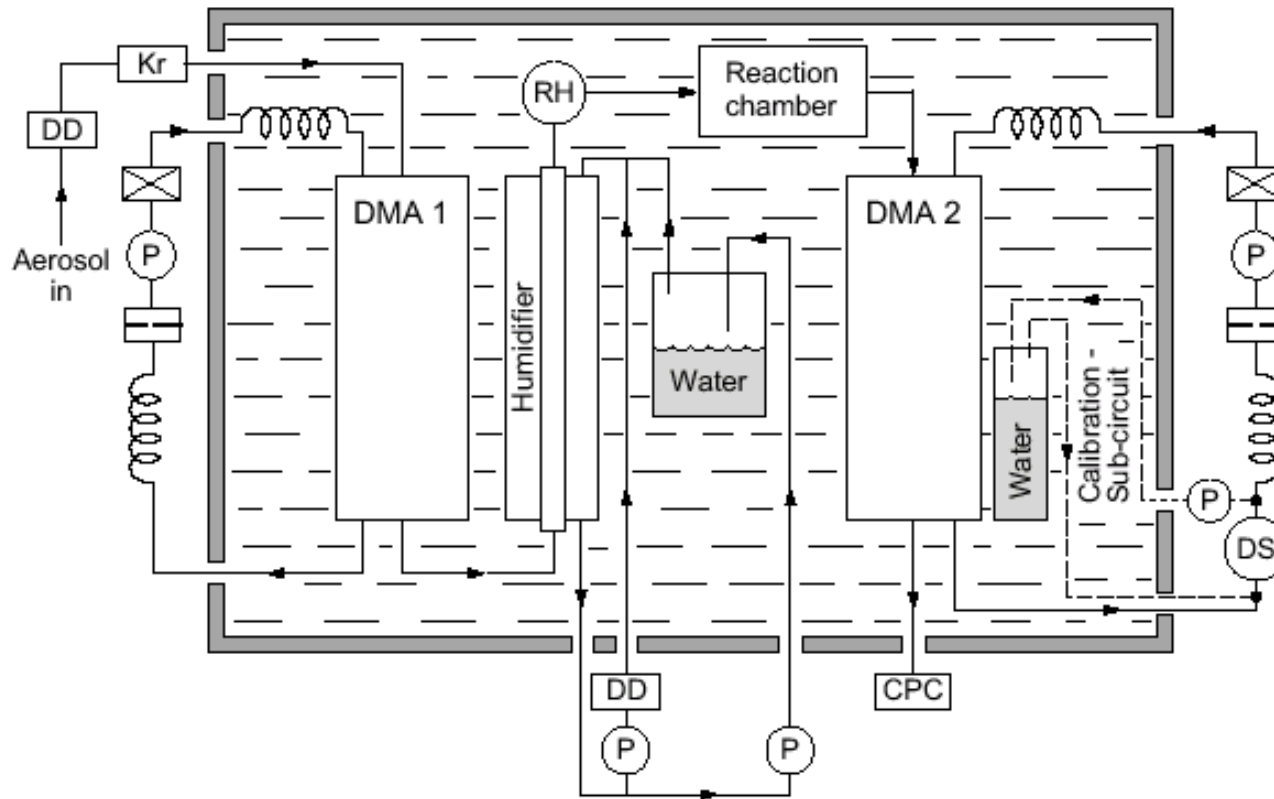 Kr
DD
Aerosol
in
P
DMA 1
Humidifier
RH
Reaction
chamber
Water
DMA 2
Water
Calibration -
Sub-circuit
P
P
DS
DD
P
P
CPC